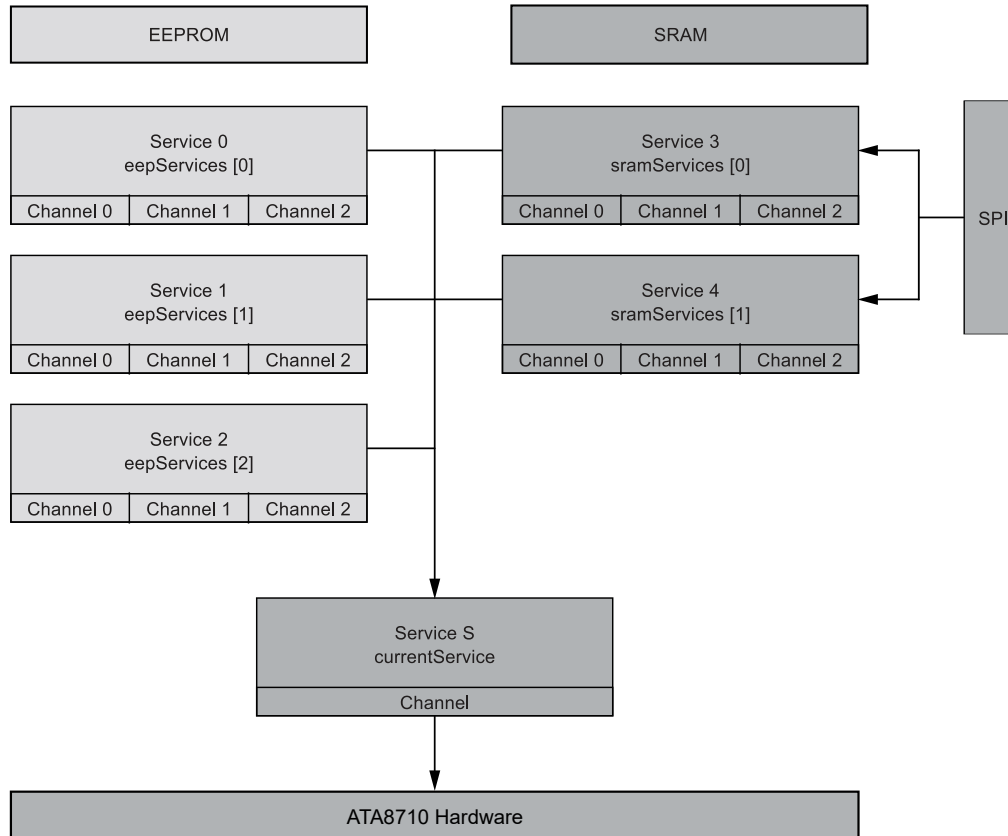 EEPROM
SRAM
Service 0
eepServices [0]
Channel 0 Channel 1 Channel 2
Service 3
sramServices [0]
Channel 0 Channel 1 Channel 2
SPI
Service 1
eepServices [1]
Channel 0 Channel 1 Channel 2
Service 4
sramServices [1]
Channel 0 Channel 1 Channel 2
Service 2
eepServices [2]
Channel 0 Channel 1 Channel 2
Service S
currentService
Channel
ATA8710 Hardware